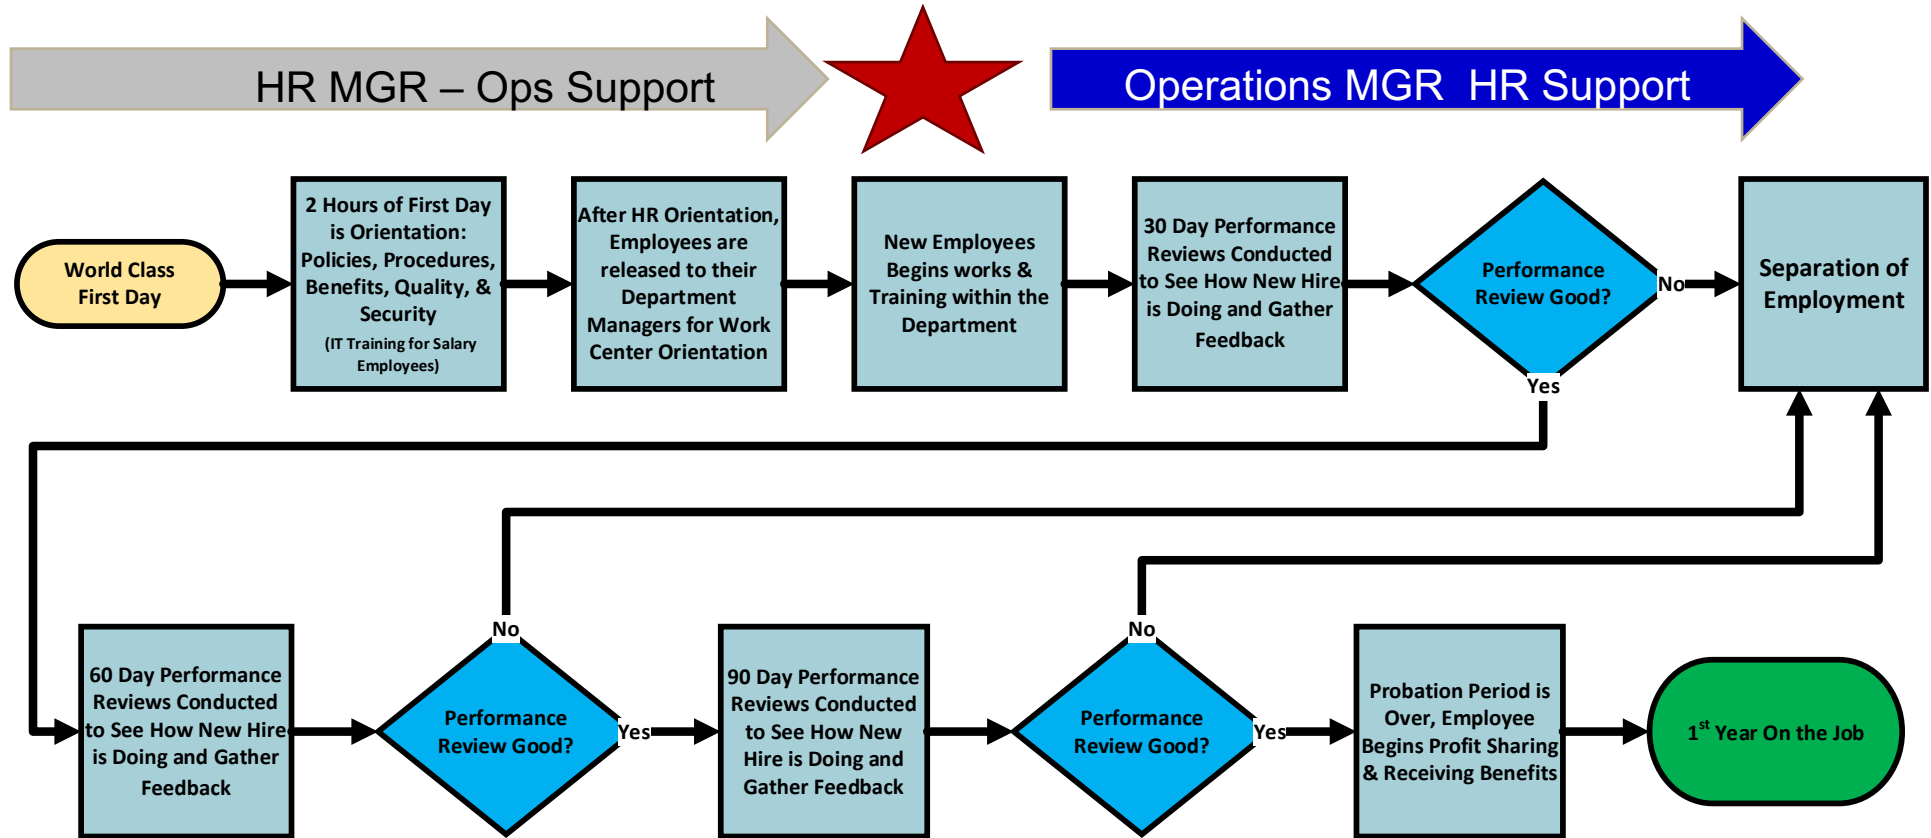 HR MGR – Ops Support
Operations MGR  HR Support
World Class
First Day
2 Hours of First Day
is Orientation:
Policies, Procedures,
Benefits, Quality, &
Security
(IT Training for Salary
Employees)
After HR Orientation,
Employees are
released to their
Department
Managers for Work
Center Orientation
New Employees
Begins works &
Training within the
Department
30 Day Performance
Reviews Conducted
to See How New Hire
is Doing and Gather
Feedback
Performance
Review Good?
No
Yes
Separation of
Employment
60 Day Performance
Reviews Conducted
to See How New Hire
is Doing and Gather
Feedback
No
Performance
Review Good?
Yes
90 Day Performance
Reviews Conducted
to See How New
Hire is Doing and
Gather Feedback
No
Performance
Review Good?
Yes
Probation Period is
Over, Employee
Begins Profit Sharing
& Receiving Benefits
1st Year On the Job